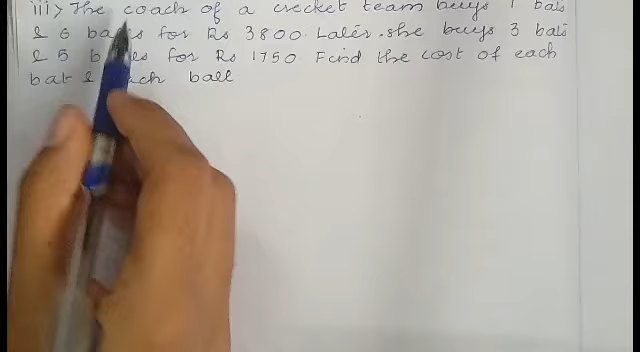 iii) The coach of a cricket team buys 7 bats
& 6 balls for Rs 3800. Later, she buys 3 bats
& 5 for Rs 1750. Find the cost of each
bat & each ball